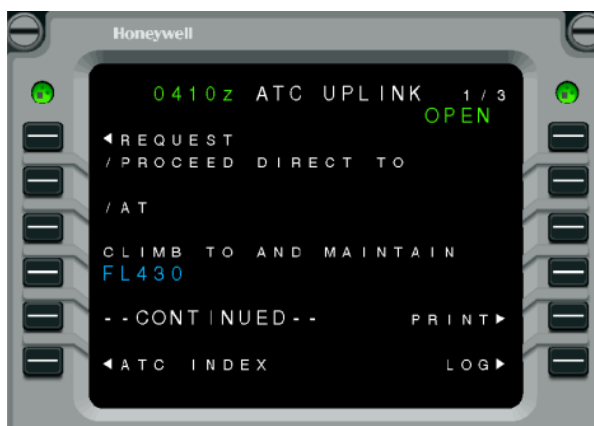 Honeywell
0410z ATC UPLINK 1/3
OPEN
◀REQUEST
/PROCEED DIRECT TO
/AT
CLIMB TO AND MAINTAIN
FL430
--CONTINUED-- PRINT▶
◀ATC INDEX LOG▶